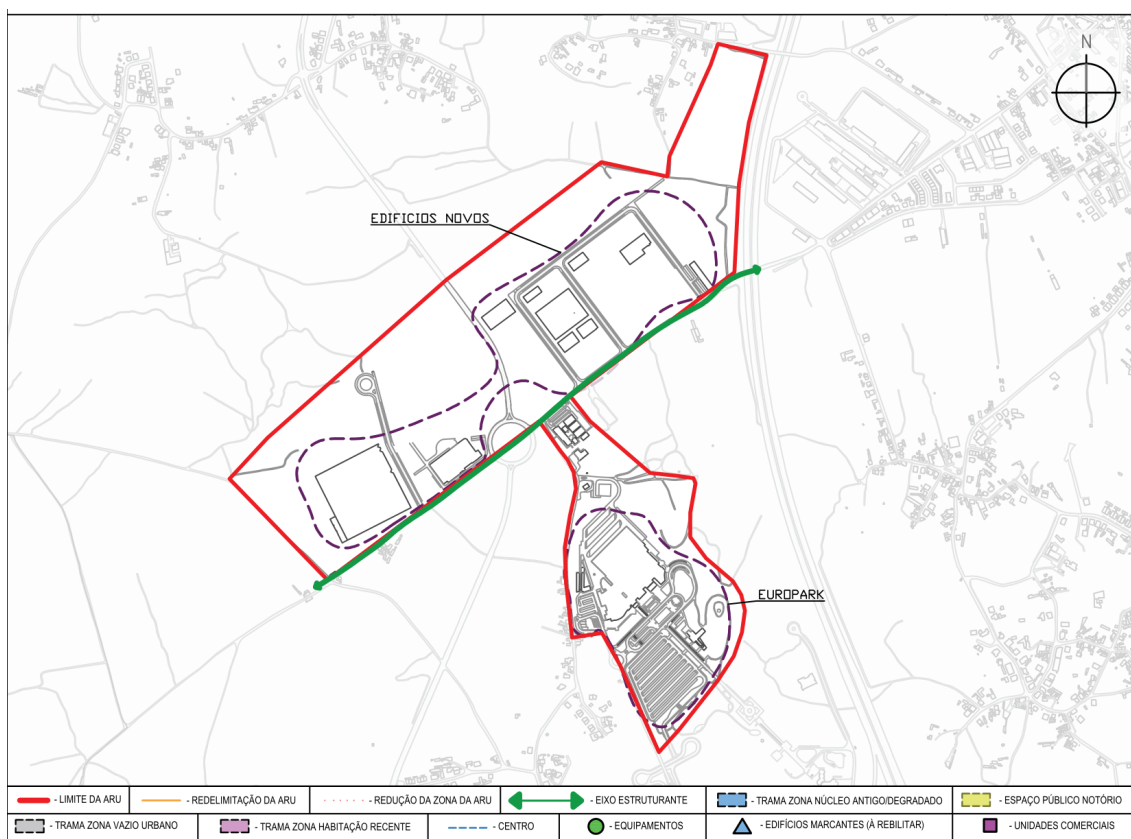 N
EDIFICIOS NOVOS
EUROPARK
- LIMITE DA ARU
- REDELIMITAÇÃO DA ARU
- REDUÇÃO DA ZONA DA ARU
- EIXO ESTRUTURANTE
- TRAMA ZONA NÚCLEO ANTIGO/DEGRADADO
- ESPAÇO PÚBLICO NOTÓRIO
- TRAMA ZONA VAZIO URBANO
- TRAMA ZONA HABITAÇÃO RECENTE
- CENTRO
- EQUIPAMENTOS
- EDIFÍCIOS MARCANTES (À REBILITAR)
- UNIDADES COMERCIAIS